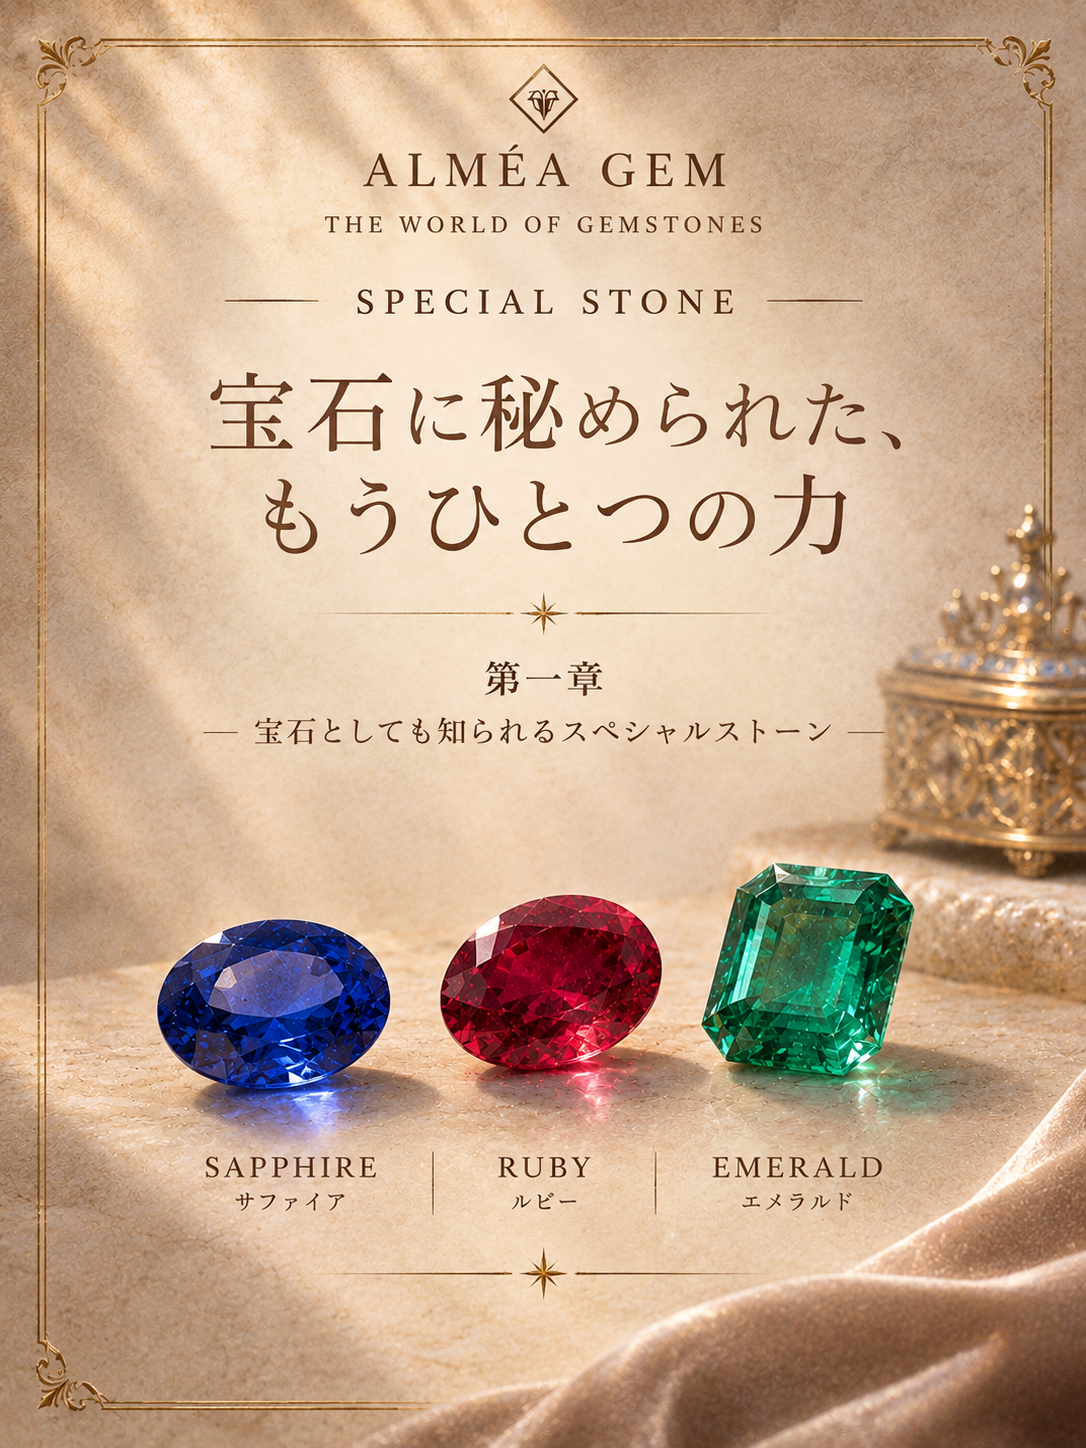 ALMÉA GEM
THE WORLD OF GEMSTONES
SPECIAL STONE
宝石に秘められた、
もうひとつの力
第一章
― 宝石としても知られるスペシャルストーン ―
SAPPHIRE
サファイア
RUBY
ルビー
EMERALD
エメラルド